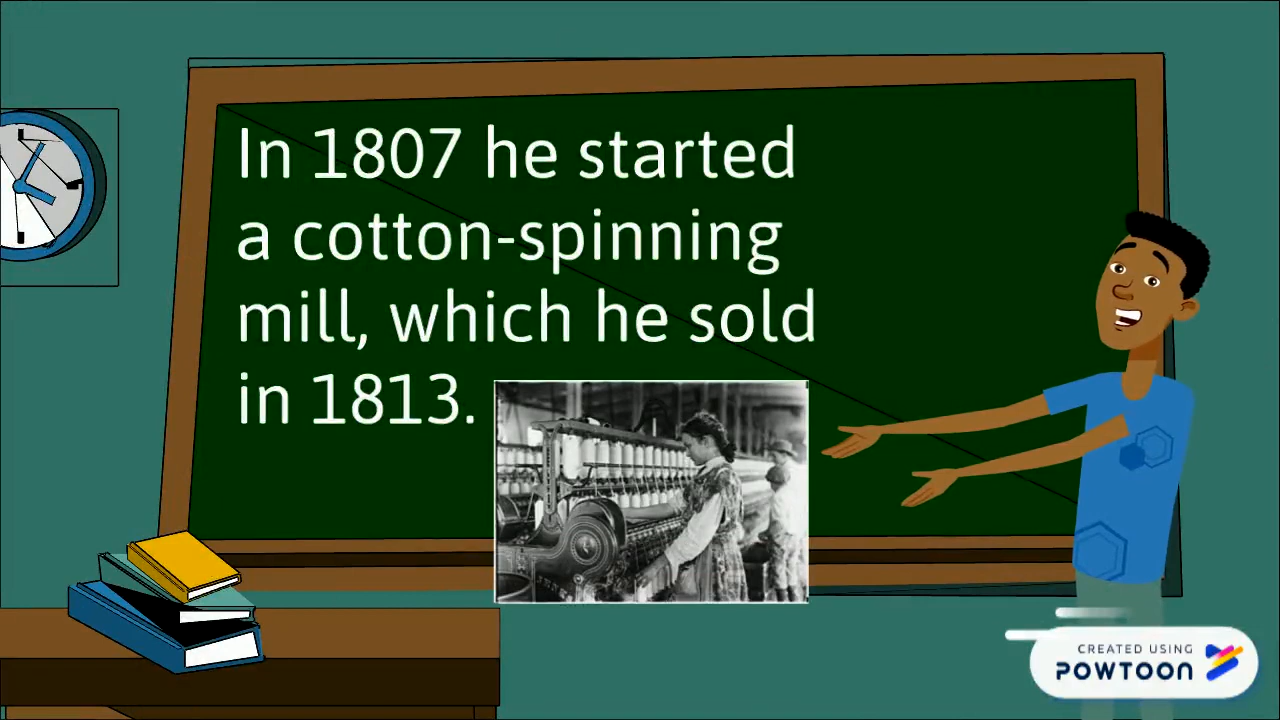 In 1807 he started
a cotton-spinning
mill, which he sold
in 1813.
CREATED USING
POWTOON